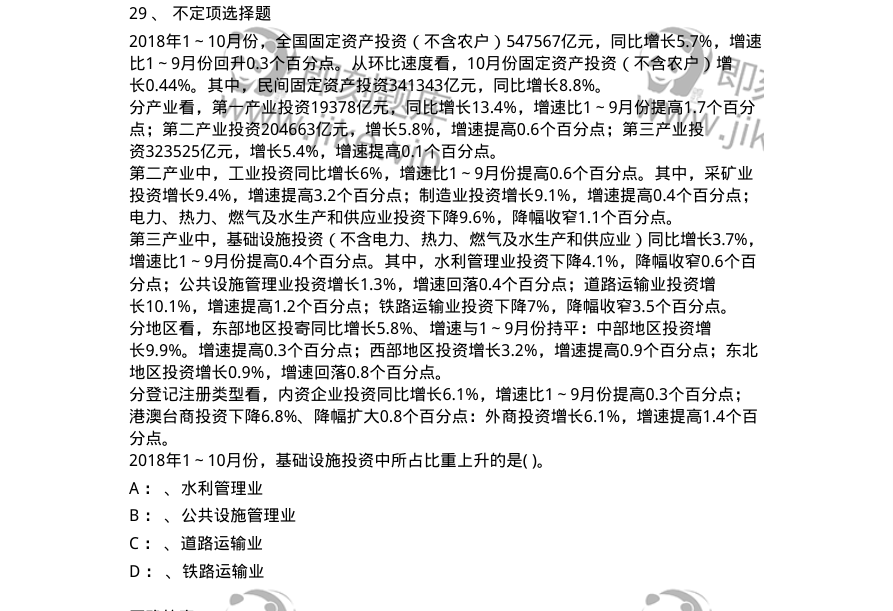 29 、 不定项选择题
2018年1～10月份，全国固定资产投资（不含农户）547567亿元，同比增长5.7%，增速
比1～9月份回升0.3个百分点。从环比速度看，10月份固定资产投资（不含农户）增
长0.44%。其中，民间固定资产投资341343亿元，同比增长8.8%。
分产业看，第一产业投资19378亿元，同比增长13.4%，增速比1～9月份提高1.7个百分
点；第二产业投资204663亿元，增长5.8%，增速提高0.6个百分点；第三产业投
资323525亿元，增长5.4%，增速提高0.1个百分点。
第二产业中，工业投资同比增长6%，增速比1～9月份提高0.6个百分点。其中，采矿业
投资增长9.4%，增速提高3.2个百分点；制造业投资增长9.1%，增速提高0.4个百分点；
电力、热力、燃气及水生产和供应业投资下降9.6%，降幅收窄1.1个百分点。
第三产业中，基础设施投资（不含电力、热力、燃气及水生产和供应业）同比增长3.7%，
增速比1～9月份提高0.4个百分点。其中，水利管理业投资下降4.1%，降幅收窄0.6个百
分点；公共设施管理业投资增长1.3%，增速回落0.4个百分点；道路运输业投资增
长10.1%，增速提高1.2个百分点；铁路运输业投资下降7%，降幅收窄3.5个百分点。
分地区看，东部地区投寄同比增长5.8%、增速与1～9月份持平：中部地区投资增
长9.9%。增速提高0.3个百分点；西部地区投资增长3.2%，增速提高0.9个百分点；东北
地区投资增长0.9%，增速回落0.8个百分点。
分登记注册类型看，内资企业投资同比增长6.1%，增速比1～9月份提高0.3个百分点；
港澳台商投资下降6.8%、降幅扩大0.8个百分点：外商投资增长6.1%，增速提高1.4个百
分点。
2018年1～10月份，基础设施投资中所占比重上升的是( )。
A： 、水利管理业
B： 、公共设施管理业
C： 、道路运输业
D： 、铁路运输业